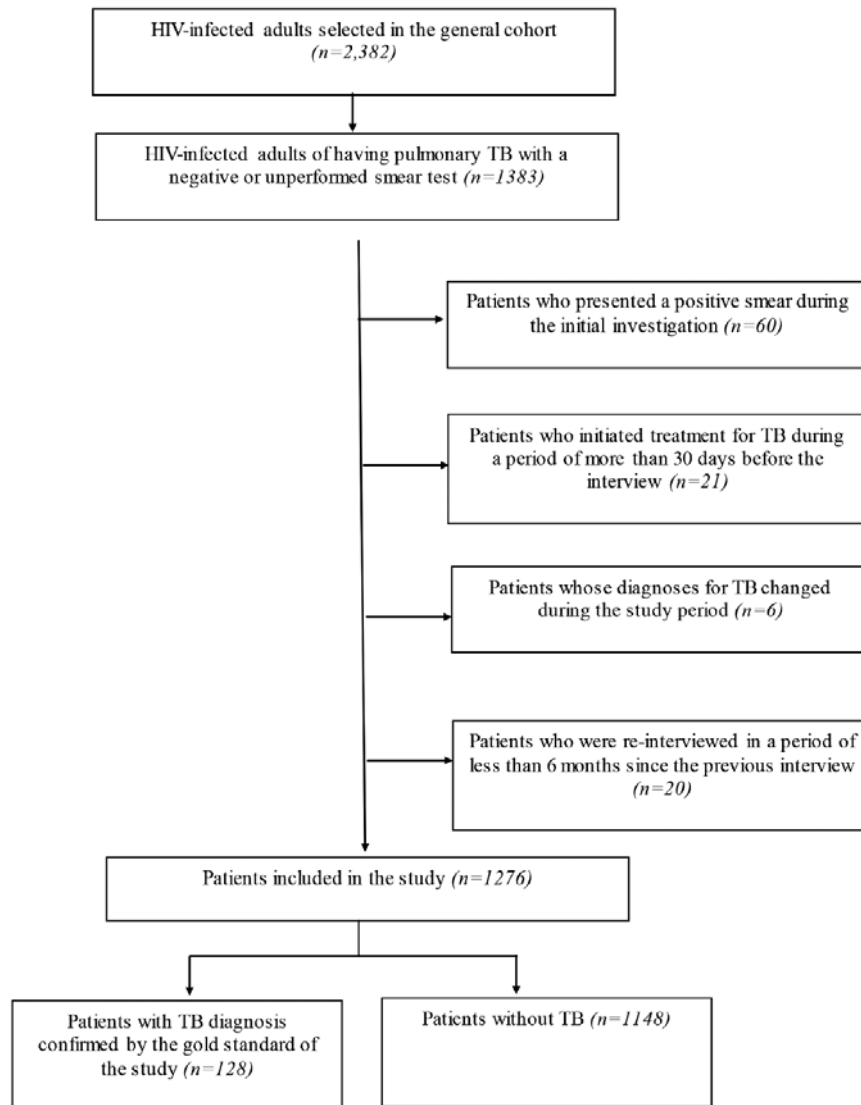 HIV-infected adults selected in the general cohort
(n=2,382)
HIV-infected adults of having pulmonary TB with a
negative or unperformed smear test (n=1383)
Patients who presented a positive smear during
the initial investigation (n=60)
Patients who initiated treatment for TB during
a period of more than 30 days before the
interview (n=21)
Patients whose diagnoses for TB changed
during the study period (n=6)
Patients who were re-interviewed in a period of
less than 6 months since the previous interview
(n=20)
Patients included in the study (n=1276)
Patients with TB diagnosis
confirmed by the gold standard of
the study (n=128)
Patients without TB (n=1148)